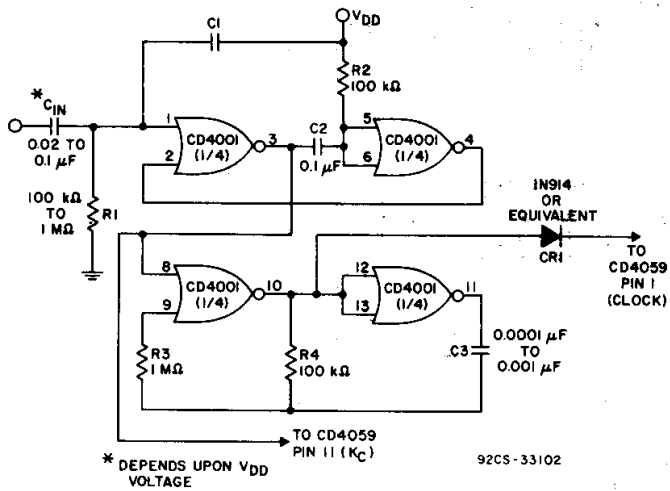 C1
VDD
R2
100 kΩ
* CIN
0.02 TO
0.1 µF
1
2
CD4001
(1/4)
3
C2
0.1 µF
5
6
CD4001
(1/4)
4
100 kΩ
TO
1 MΩ
R1
1N914
OR
EQUIVALENT
CR1
TO
CD4059
PIN 1
(CLOCK)
8
9
CD4001
(1/4)
10
12
13
CD4001
(1/4)
11
R3
1 MΩ
R4
100 kΩ
C3
0.0001 µF
TO
0.001 µF
TO CD4059
PIN 11 (KC)
* DEPENDS UPON VDD
VOLTAGE
92CS-33102